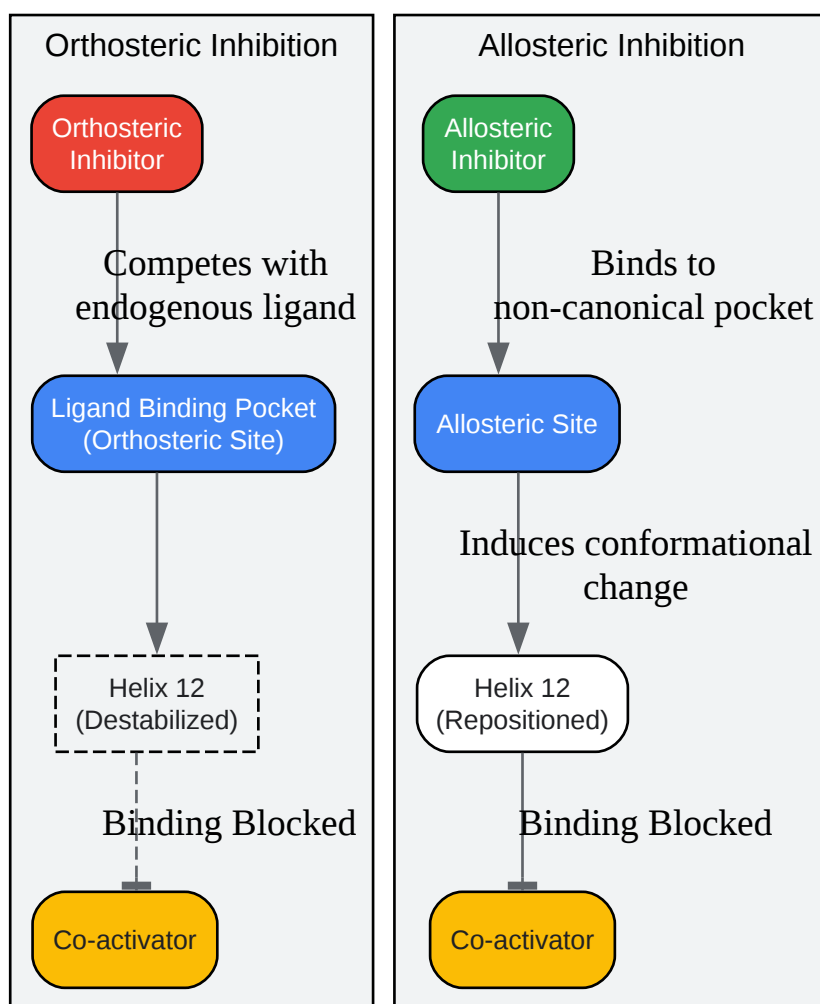 Orthosteric Inhibition
Orthosteric
Inhibitor
Competes with
endogenous ligand
Ligand Binding Pocket
(Orthosteric Site)
Helix 12
(Destabilized)
Binding Blocked
Co-activator
Allosteric Inhibition
Allosteric
Inhibitor
Binds to
non-canonical pocket
Allosteric Site
Induces conformational
change
Helix 12
(Repositioned)
Binding Blocked
Co-activator